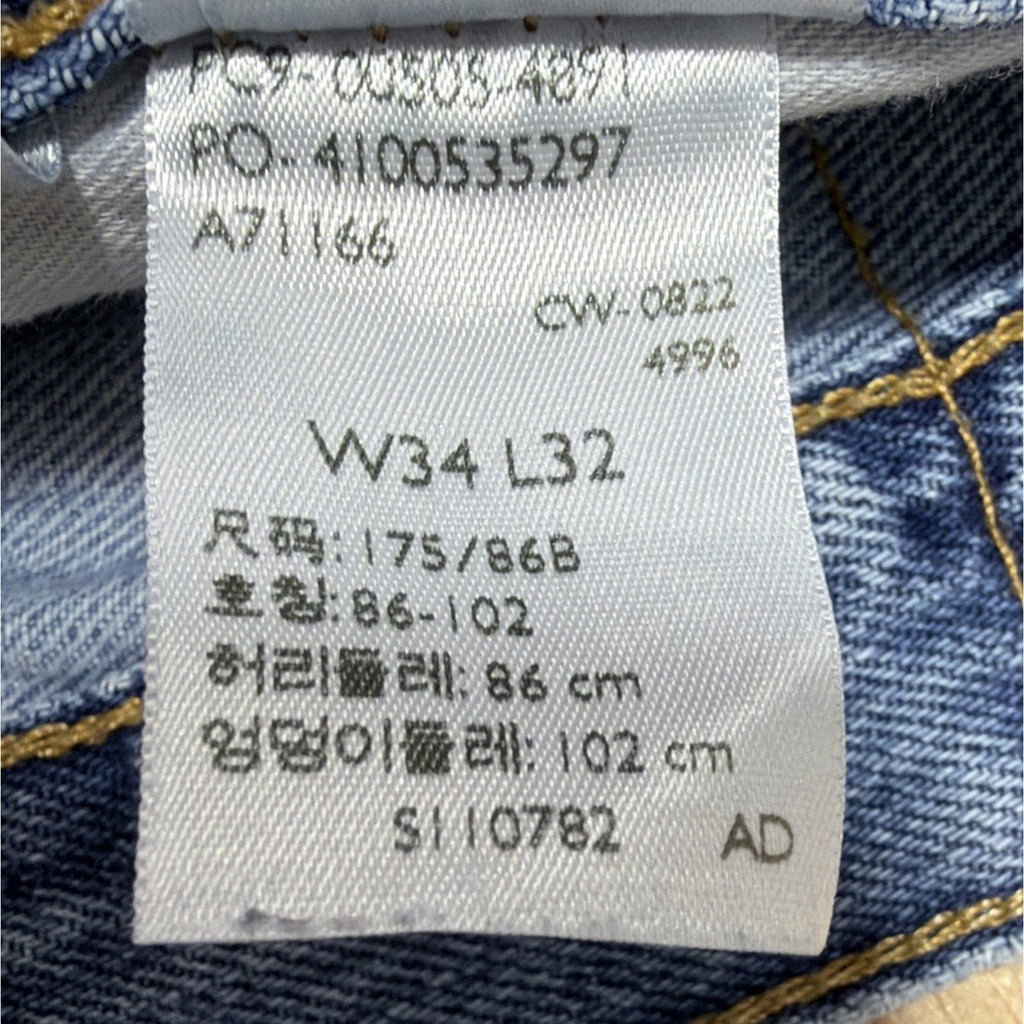 PC9-00505-4891
PO-4100535297
A71166
CW-0822
4996
W34 L32
尺码: 175/86B
호칭: 86-102
허리둘레: 86 cm
엉덩이둘레: 102 cm
S110782 AD